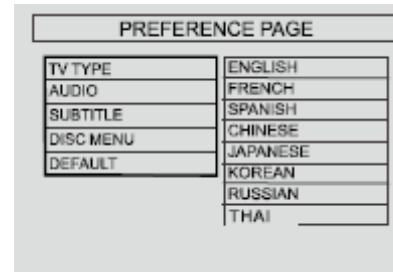 PREFERENCE PAGE
TV TYPE
AUDIO
SUBTITLE
DISC MENU
DEFAULT
ENGLISH
FRENCH
SPANISH
CHINESE
JAPANESE
KOREAN
RUSSIAN
THAI